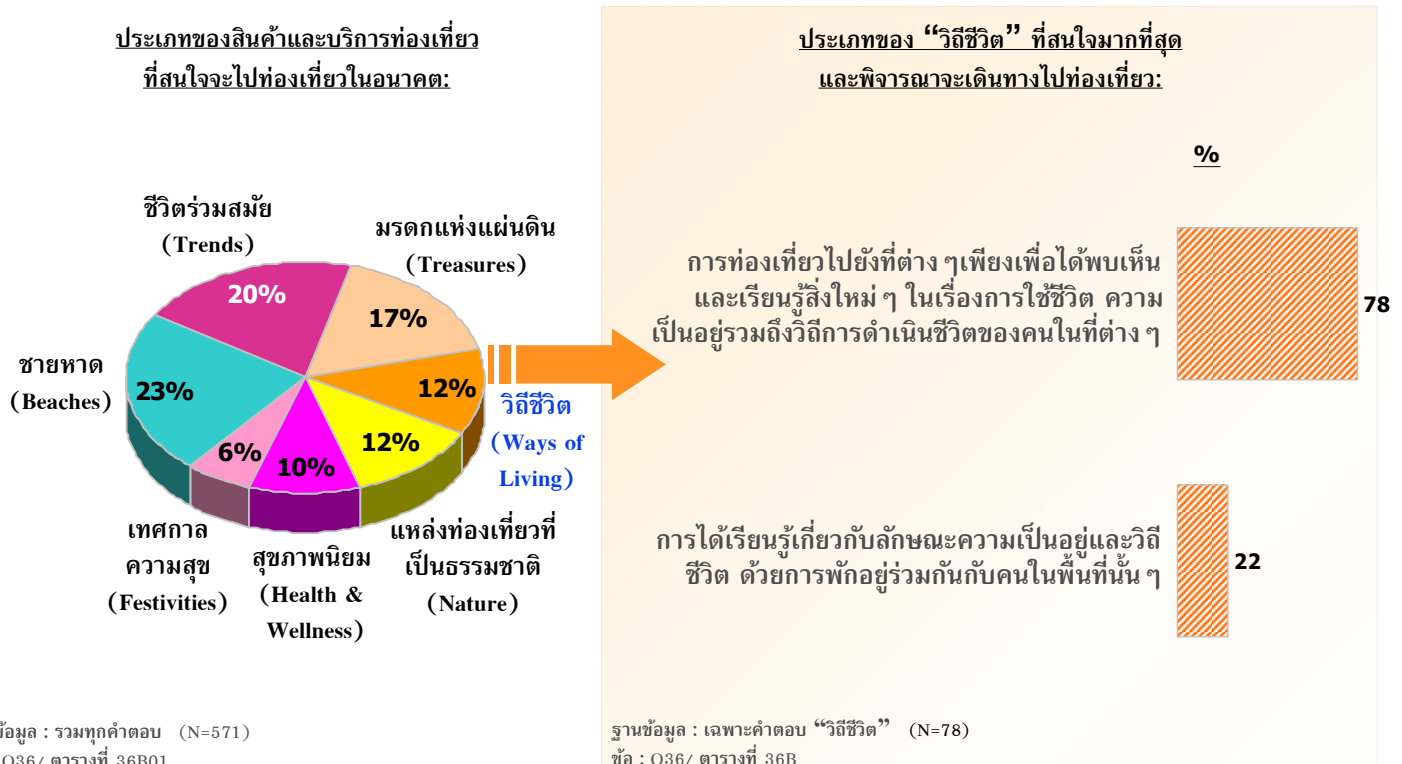 ประเภทของสินค้าและบริการท่องเที่ยว
ที่สนใจจะไปท่องเที่ยวในอนาคต:
ชีวิตร่วมสมัย
(Trends)
มรดกแห่งแผ่นดิน
(Treasures)
20%
17%
ชายหาด
(Beaches)
23%
12%
วิถีชีวิต
(Ways of
Living)
12%
6%
10%
เทศกาล
ความสุข
(Festivities)
สุขภาพนิยม
(Health &
Wellness)
แหล่งท่องเที่ยวที่
เป็นธรรมชาติ
(Nature)
ข้อมูล : รวมทุกคำตอบ (N=571)
Q36/ ตารางที่ 36B01
ประเภทของ “วิถีชีวิต” ที่สนใจมากที่สุด
และพิจารณาจะเดินทางไปท่องเที่ยว:
%
การท่องเที่ยวไปยังที่ต่าง ๆเพียงเพื่อได้พบเห็น
และเรียนรู้สิ่งใหม่ ๆ ในเรื่องการใช้ชีวิต ความ
เป็นอยู่รวมถึงวิถีการดำเนินชีวิตของคนในที่ต่าง ๆ
78
การได้เรียนรู้เกี่ยวกับลักษณะความเป็นอยู่และวิถี
ชีวิต ด้วยการพักอยู่ร่วมกันกับคนในพื้นที่นั้น ๆ
22
ฐานข้อมูล : เฉพาะคำตอบ “วิถีชีวิต” (N=78)
ข้อ : Q36/ ตารางที่ 36B